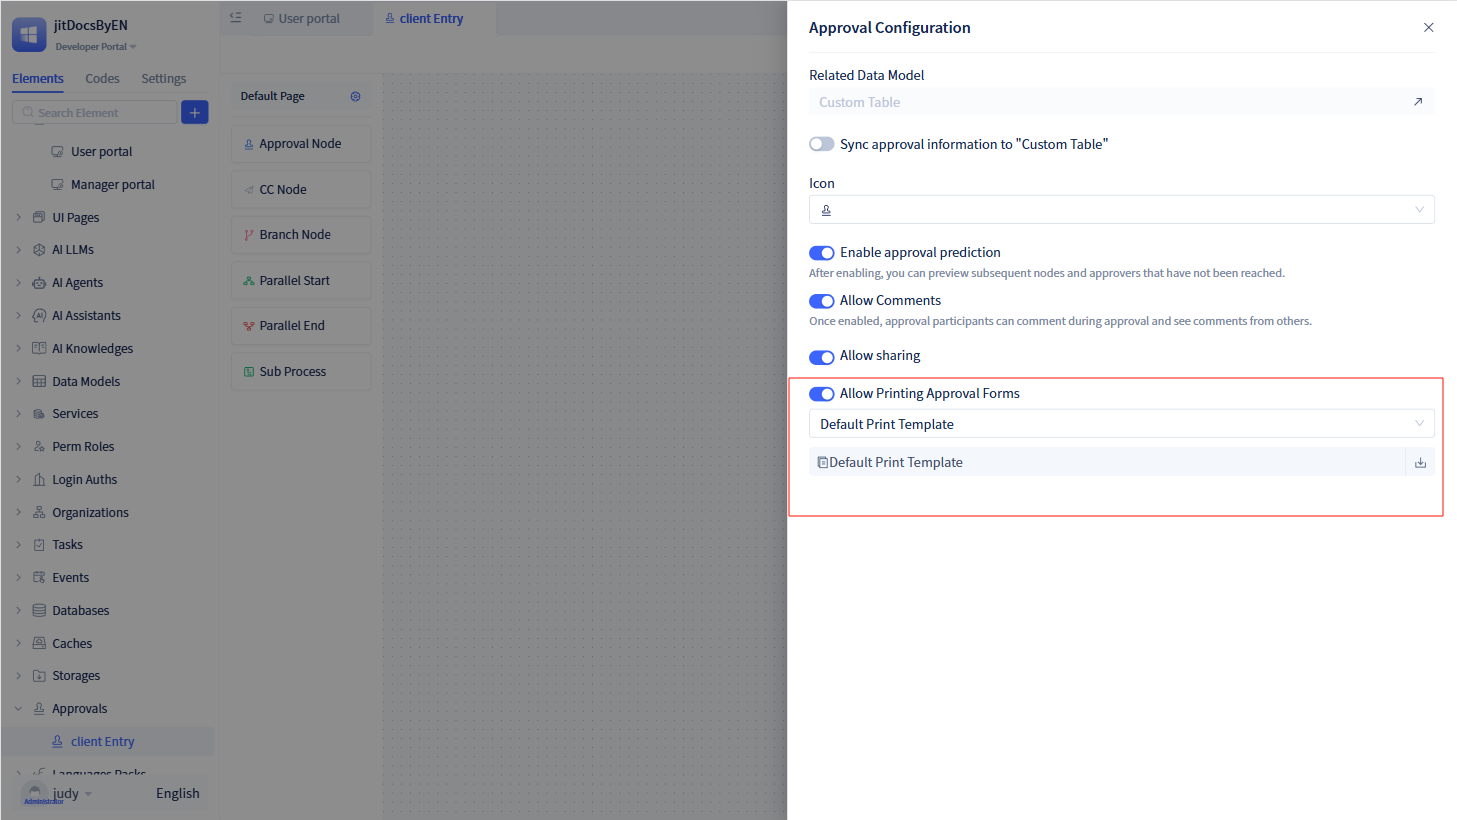 jitDocsByEN
Developer Portal
Elements
Codes
Settings
Search Element
User portal
Manager portal
UI Pages
AI LLMs
AI Agents
AI Assistants
AI Knowledges
Data Models
Services
Perm Roles
Login Auths
Organizations
Tasks
Events
Databases
Caches
Storages
Approvals
client Entry
Languages Packs
judy
Administrator
English
User portal
client Entry
Default Page
Approval Node
CC Node
Branch Node
Parallel Start
Parallel End
Sub Process
Approval Configuration
Related Data Model
Custom Table
Sync approval information to "Custom Table"
Icon
Enable approval prediction
After enabling, you can preview subsequent nodes and approvers that have not been reached.
Allow Comments
Once enabled, approval participants can comment during approval and see comments from others.
Allow sharing
Allow Printing Approval Forms
Default Print Template
Default Print Template